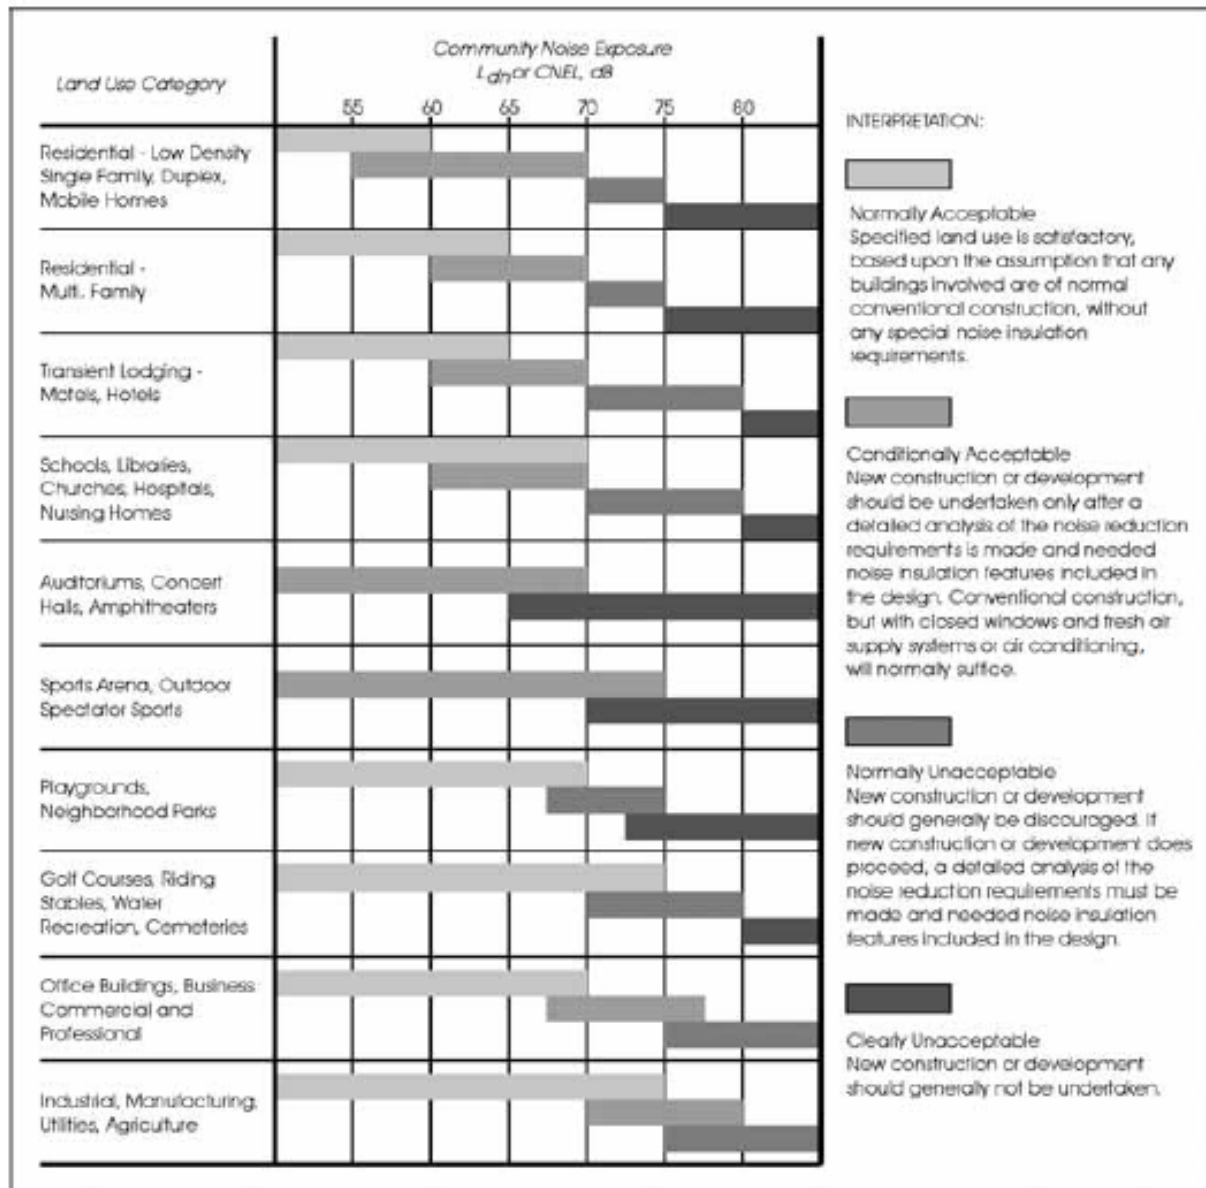 Community Noise Exposure
Ldn or CNEL, dB
Land Use Category
55 60 65 70 75 80
INTERPRETATION:
Residential - Low Density
Single Family, Duplex,
Mobile Homes
Residential -
Multi. Family
Transient Lodging -
Motels, Hotels
Schools, Libraries,
Churches, Hospitals,
Nursing Homes
Auditoriums, Concert
Halls, Amphitheaters
Sports Arena, Outdoor
Spectator Sports
Playgrounds,
Neighborhood Parks
Golf Courses, Riding
Stables, Water
Recreation, Cemeteries
Office Buildings, Business
Commercial and
Professional
Industrial, Manufacturing,
Utilities, Agriculture
Normally Acceptable
Specified land use is satisfactory,
based upon the assumption that any
buildings involved are of normal
conventional construction, without
any special noise insulation
requirements.
Conditionally Acceptable
New construction or development
should be undertaken only after a
detailed analysis of the noise reduction
requirements is made and needed
noise insulation features included in
the design. Conventional construction,
but with closed windows and fresh air
supply systems or air conditioning,
will normally suffice.
Normally Unacceptable
New construction or development
should generally be discouraged. If
new construction or development does
proceed, a detailed analysis of the
noise reduction requirements must be
made and needed noise insulation
features included in the design.
Clearly Unacceptable
New construction or development
should generally not be undertaken.